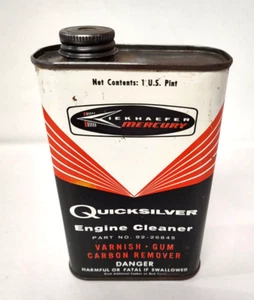 Net Contents: 1 U.S. Pint
KIEKHAEFER
MERCURY
QUICKSILVER
Engine Cleaner
PART NO. 92-26645
VARNISH - GUM
CARBON REMOVER
DANGER
HARMFUL OR FATAL IF SWALLOWED